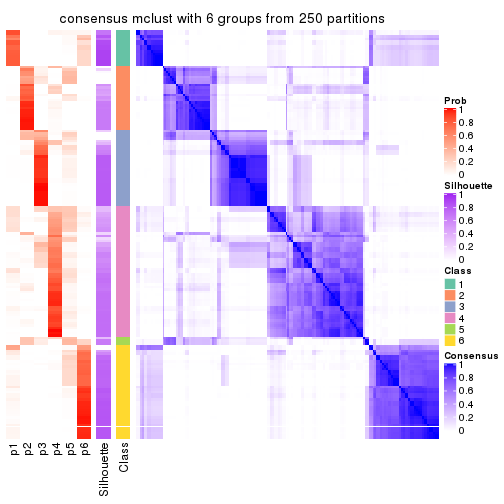 consensus mclust with 6 groups from 250 partitions
Prob
1
0.8
0.6
0.4
0.2
0
Silhouette
1
0.8
0.6
0.4
0.2
0
Class
1
2
3
4
5
6
Consensus
1
0.8
0.6
0.4
0.2
0
p1
p2
p3
p4
p5
p6
Silhouette
Class